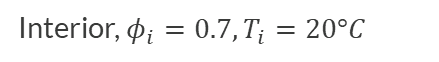 Interior, ϕᵢ = 0.7, Tᵢ = 20°C